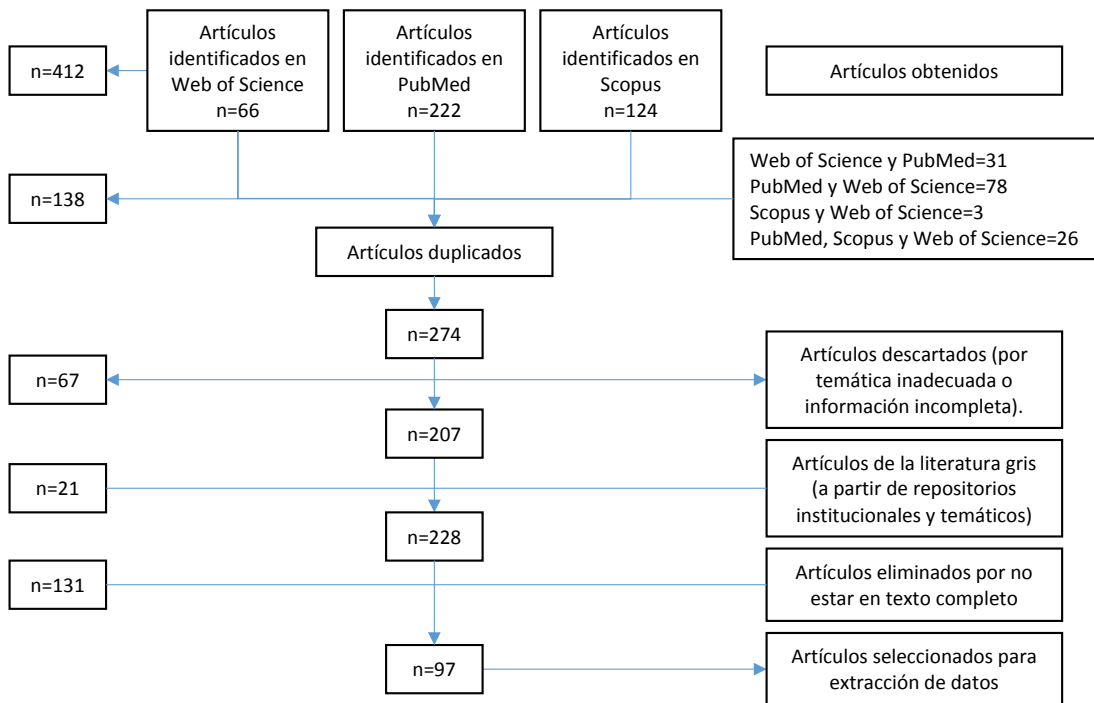 n=412
Artículos
identificados en
Web of Science
n=66
Artículos
identificados en
PubMed
n=222
Artículos
identificados en
Scopus
n=124
Artículos obtenidos
n=138
Web of Science y PubMed=31
PubMed y Web of Science=78
Scopus y Web of Science=3
PubMed, Scopus y Web of Science=26
Artículos duplicados
n=274
n=67
Artículos descartados (por
temática inadecuada o
información incompleta).
n=207
n=21
Artículos de la literatura gris
(a partir de repositorios
institucionales y temáticos)
n=228
n=131
Artículos eliminados por no
estar en texto completo
n=97
Artículos seleccionados para
extracción de datos